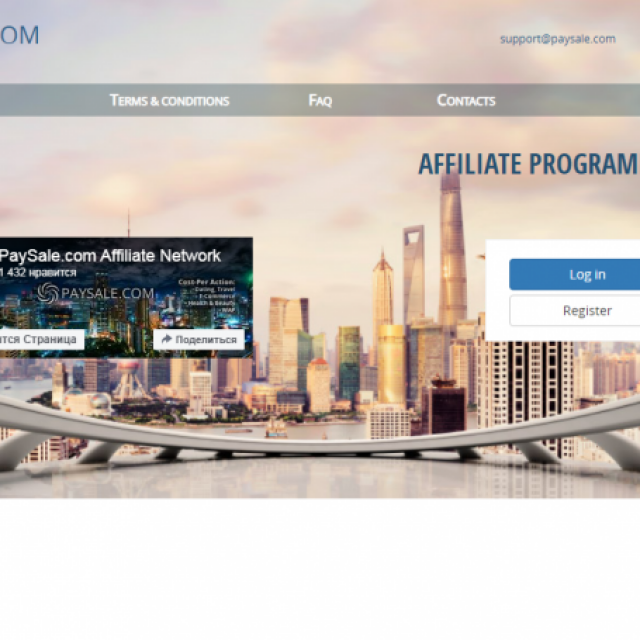 OM
support@paysale.com
TERMS & CONDITIONS
FAQ
CONTACTS
AFFILIATE PROGRAM
PaySale.com Affiliate Network
1 432 нравится
Cost-Per Action:
- Dating, Travel
- E-Commerce
- Health & Beauty
- WAP
PAYSALE.COM
тся Страница
Поделиться
Log in
Register